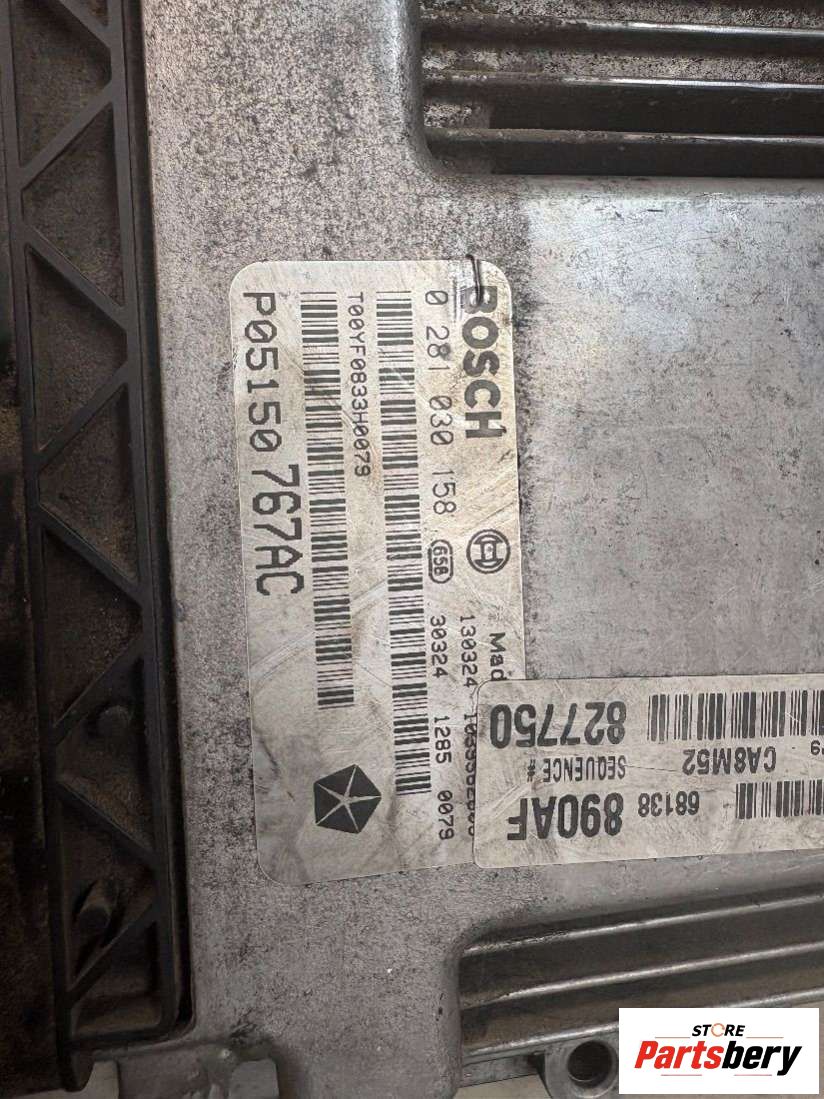 BOSCH
Mad
0 281 030 158
130324
658
30324 1285 0079
T00YF0833H0079
P05150767AC
827750
SEQUENCE #
CA8M52
68138
890AF
STORE
Partsbery